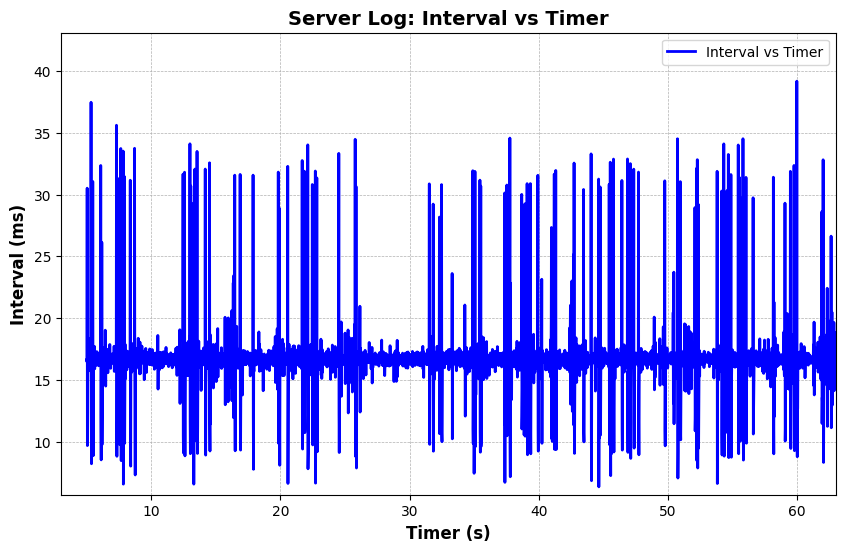 Server Log: Interval vs Timer
Interval vs Timer
40
35
30
25
20
15
10
Interval (ms)
10 20 30 40 50 60
Timer (s)